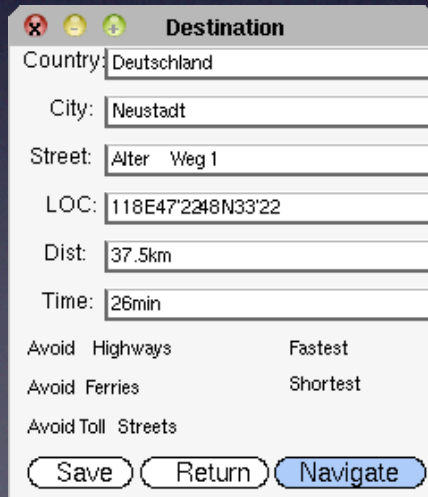 Destination
Country: Deutschland
City: Neustadt
Street: Alter Weg 1
LOC: 118E47'2248N33'22
Dist: 37.5km
Time: 26min
Avoid Highways Fastest
Avoid Ferries Shortest
Avoid Toll Streets
Save Return Navigate